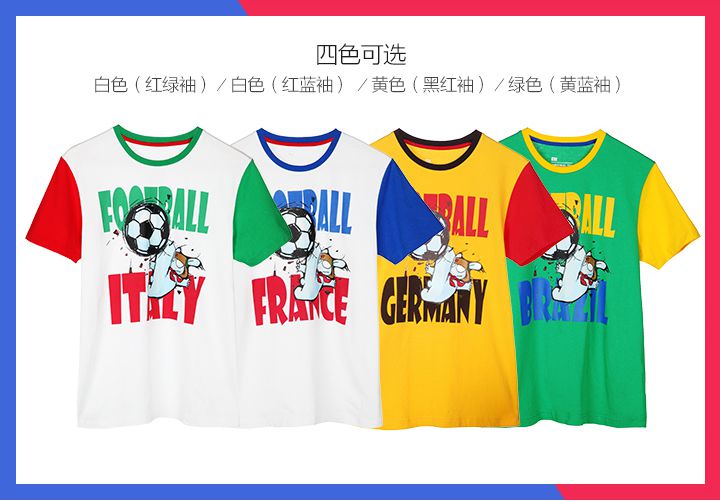 四色可选
白色（红绿袖）/ 白色（红蓝袖）/ 黄色（黑红袖）/ 绿色（黄蓝袖）
FOOTBALL
ITALY
FOOTBALL
FRANCE
FOOTBALL
GERMANY
FOOTBALL
BRAZIL